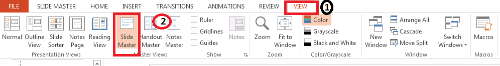 FILE SLIDE MASTER HOME INSERT TRANSITIONS ANIMATIONS REVIEW VIEW 1
Normal Outline View Slide Sorter Notes Page Reading View Slide Master Handout Master Notes Master 2 Ruler Gridlines Guides Notes Zoom Fit to Window Color Grayscale Black and White New Window Arrange All Cascade Move Split Switch Windows Macros
Presentation Views Master Views Show Zoom Color/Grayscale Window Macros